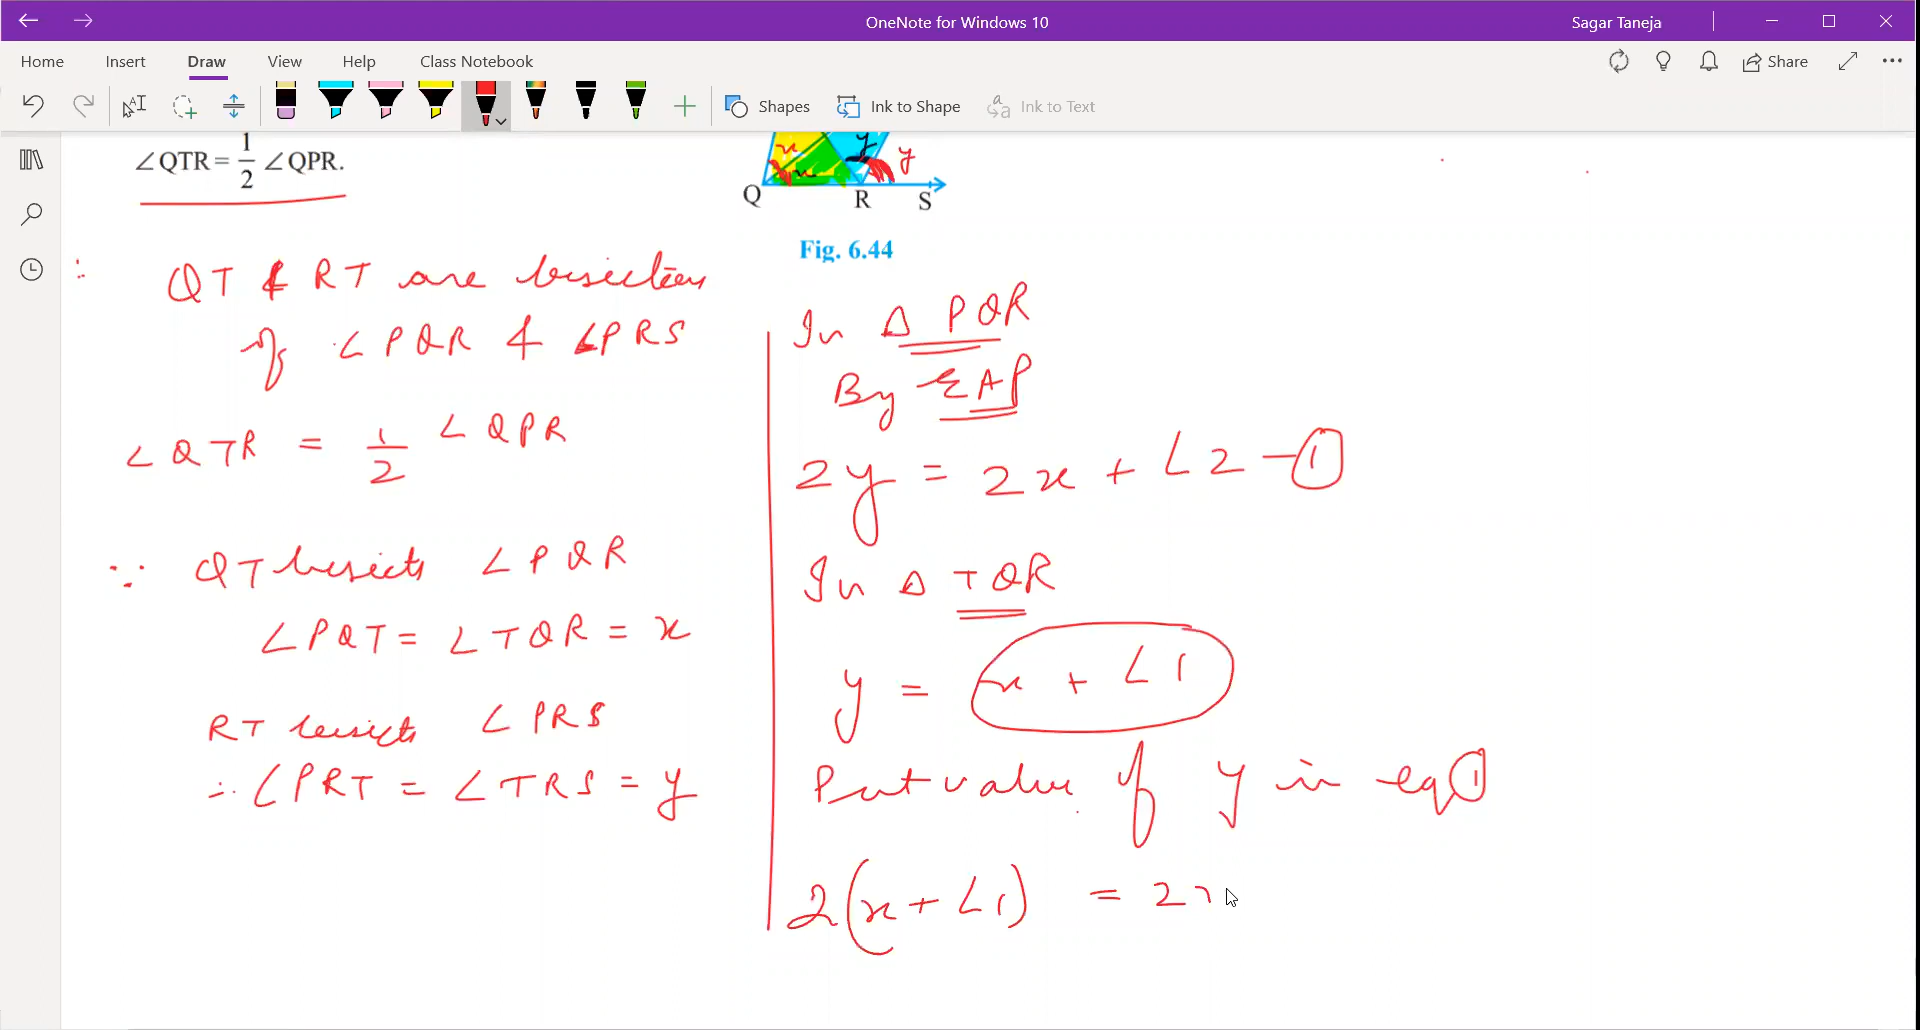 OneNote for Windows 10
Sagar Taneja
Home Insert Draw View Help Class Notebook
Share
Shapes
Ink to Shape
Ink to Text
∠QTR = 1/2 ∠QPR.
x
x
y
y
Q R S
Fig. 6.44
∵ QT & RT are bisectors
of ∠PQR & ∠PRS
∠QTR = 1/2 ∠QPR
∵ QT bisects ∠PQR
∠PQT = ∠TQR = x
RT bisects ∠PRS
∴ ∠PRT = ∠TRS = y
In Δ PQR
By EAP
2y = 2x + ∠2 - ①
In Δ TQR
y = x + ∠1
Put value of y in eq ①
2(x + ∠1) = 2